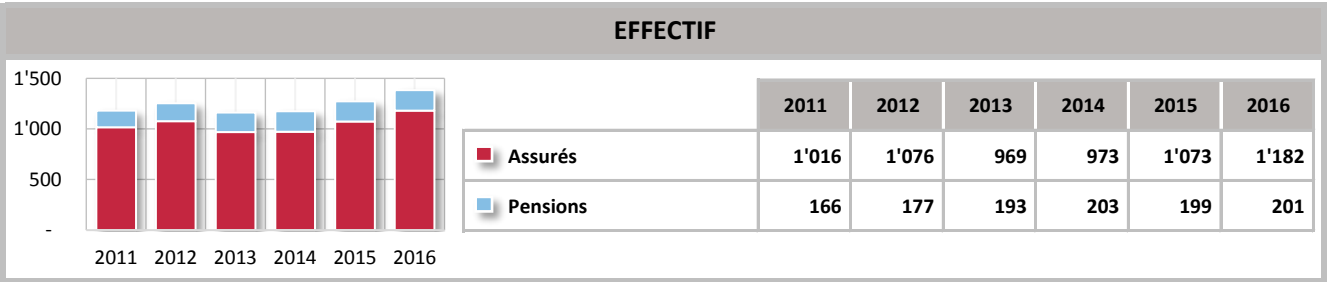 EFFECTIF
1'500
1'000
500
-
2011 2012 2013 2014 2015 2016
2011 2012 2013 2014 2015 2016
Assurés 1'016 1'076 969 973 1'073 1'182
Pensions 166 177 193 203 199 201